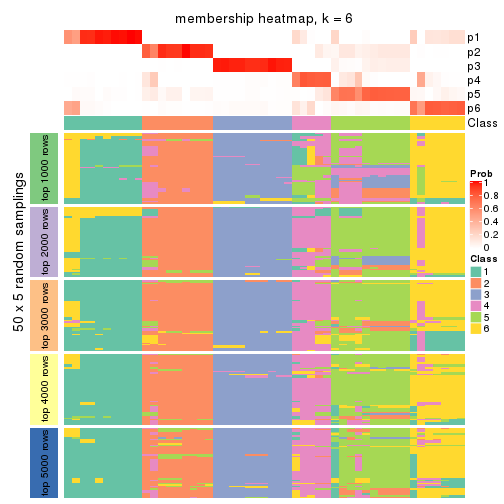 membership heatmap, k = 6
p1
p2
p3
p4
p5
p6
Class
50 x 5 random samplings
top 1000 rows
top 2000 rows
top 3000 rows
top 4000 rows
top 5000 rows
Prob
1
0.8
0.6
0.4
0.2
0
Class
1
2
3
4
5
6